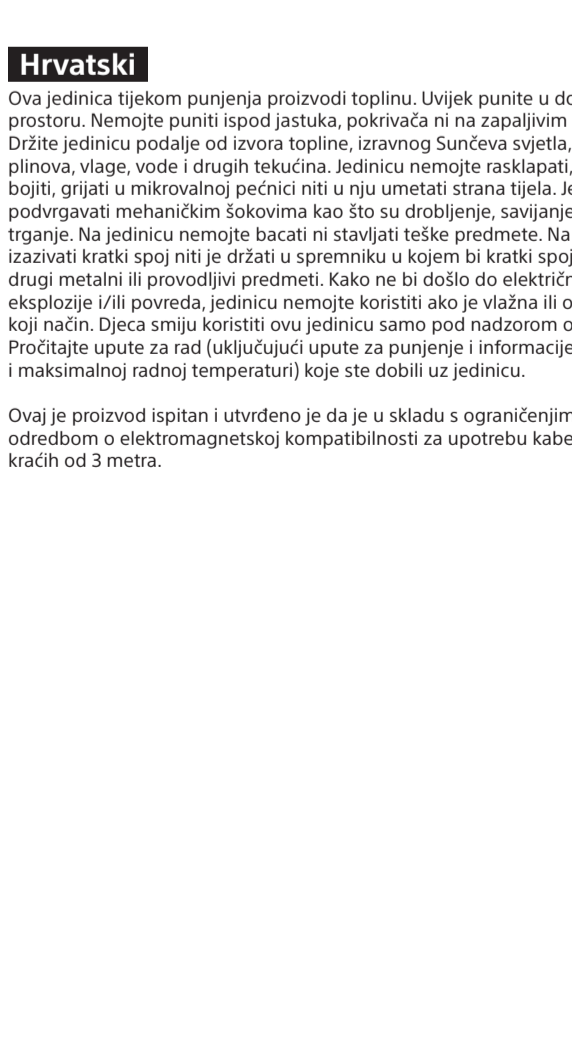 Hrvatski
Ova jedinica tijekom punjenja proizvodi toplinu. Uvijek punite u do
prostoru. Nemojte puniti ispod jastuka, pokrivača ni na zapaljivim
Držite jedinicu podalje od izvora topline, izravnog Sunčeva svjetla,
plinova, vlage, vode i drugih tekućina. Jedinicu nemojte rasklapati,
bojiti, grijati u mikrovalnoj pećnici niti u nju umetati strana tijela. Je
podvrgavati mehaničkim šokovima kao što su drobljenje, savijanje
trganje. Na jedinicu nemojte bacati ni stavljati teške predmete. Na
izazivati kratki spoj niti je držati u spremniku u kojem bi kratki spoj
drugi metalni ili provodljivi predmeti. Kako ne bi došlo do električn
eksplozije i/ili povreda, jedinicu nemojte koristiti ako je vlažna ili o
koji način. Djeca smiju koristiti ovu jedinicu samo pod nadzorom o
Pročitajte upute za rad (uključujući upute za punjenje i informacije
i maksimalnoj radnoj temperaturi) koje ste dobili uz jedinicu.
Ovaj je proizvod ispitan i utvrđeno je da je u skladu s ograničenjim
odredbom o elektromagnetskoj kompatibilnosti za upotrebu kabe
kraćih od 3 metra.